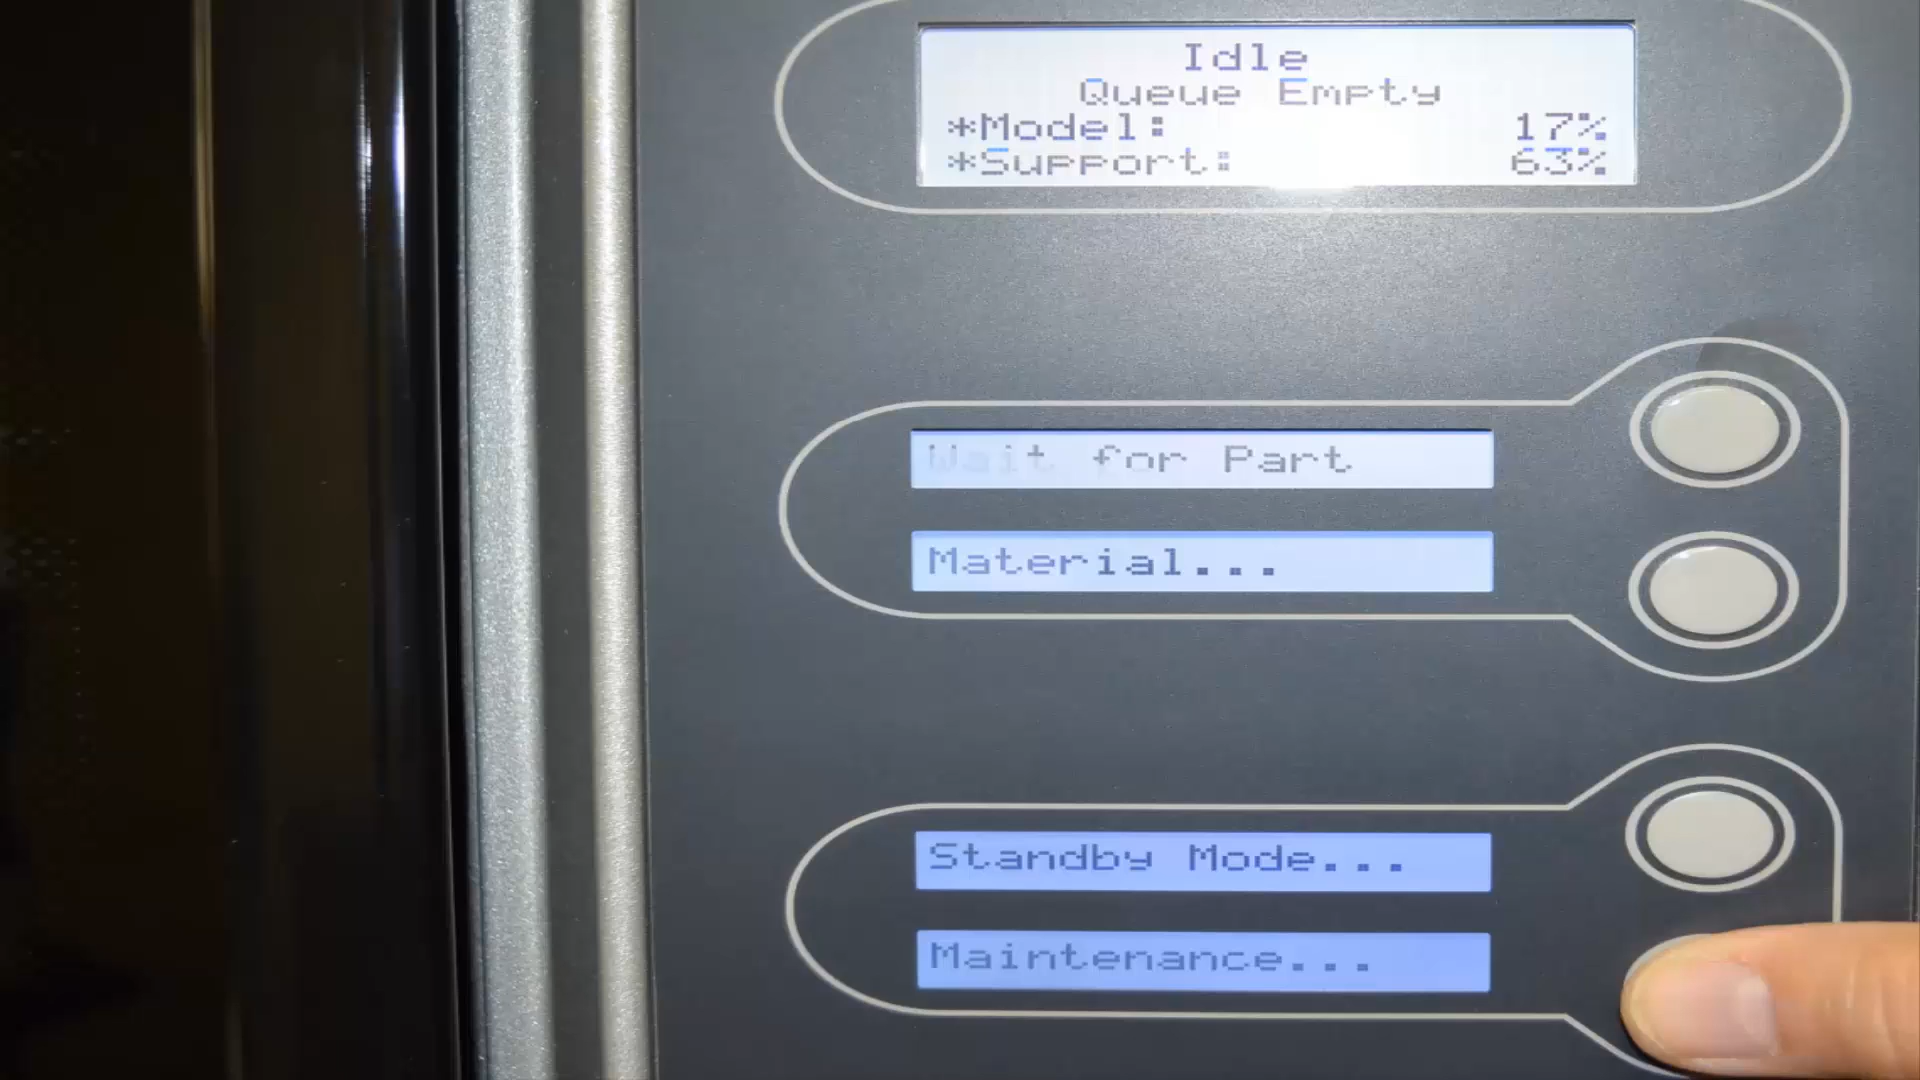 Idle
Queue Empty
*Model: 17%
*Support: 63%
Wait for Part
Material...
Standby Mode...
Maintenance...